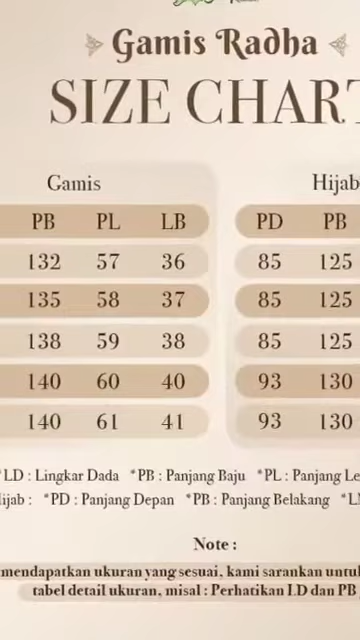 Gamis Radha
SIZE CHART
Gamis Hijab
PB PL LB PD PB
132 57 36 85 125
135 58 37 85 125
138 59 38 85 125
140 60 40 93 130
140 61 41 93 130
*LD : Lingkar Dada *PB : Panjang Baju *PL : Panjang Le
ijab : *PD : Panjang Depan *PB : Panjang Belakang *L
Note :
mendapatkan ukuran yang sesuai, kami sarankan untu
tabel detail ukuran, misal : Perhatikan LD dan PB